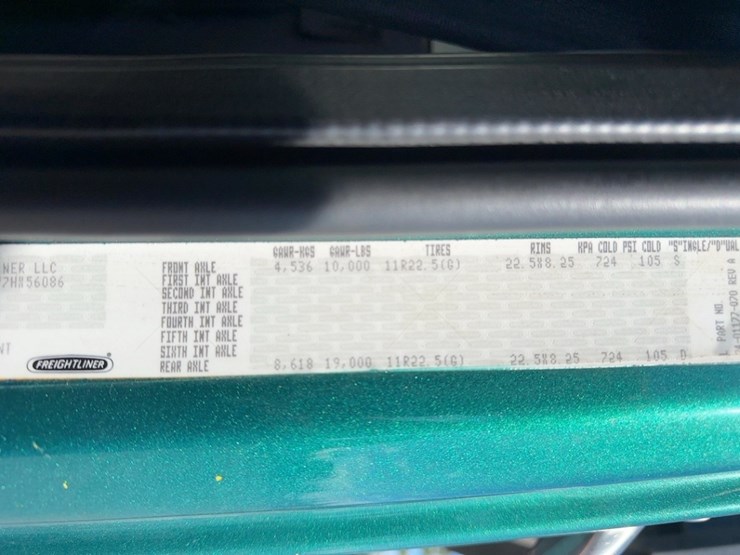 GAWR-KGS GAWR-LBS TIRES RIMS KPA COLD PSI COLD "S"INGLE/"D"UAL
NER LLC
FRONT AXLE 4,536 10,000 11R22.5(G) 22.5X8.25 724 105 S
FIRST INT AXLE
SECOND INT AXLE
THIRD INT AXLE
FOURTH INT AXLE
FIFTH INT AXLE
SIXTH INT AXLE
REAR AXLE 8,618 19,000 11R22.5(G) 22.5X8.25 724 105 D
FREIGHTLINER
PART NO.
REV A